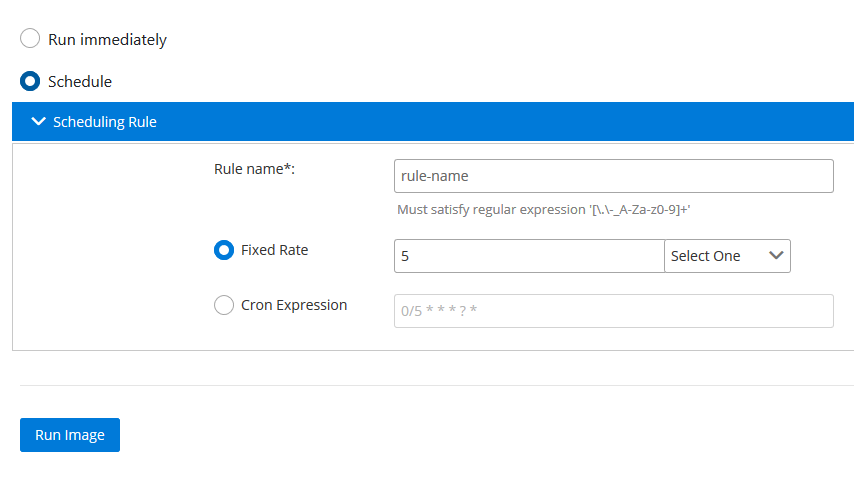 Run immediately
Schedule
Scheduling Rule
Rule name*:
rule-name
Must satisfy regular expression '[\.\-_A-Za-z0-9]+'
Fixed Rate
5
Select One
Cron Expression
0/5 * * * ? *
Run Image